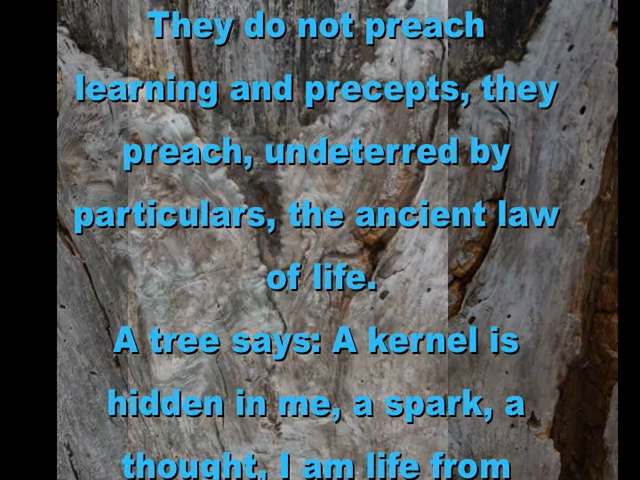 They do not preach
learning and precepts, they
preach, undeterred by
particulars, the ancient law
of life.
A tree says: A kernel is
hidden in me, a spark, a
thought, I am life from